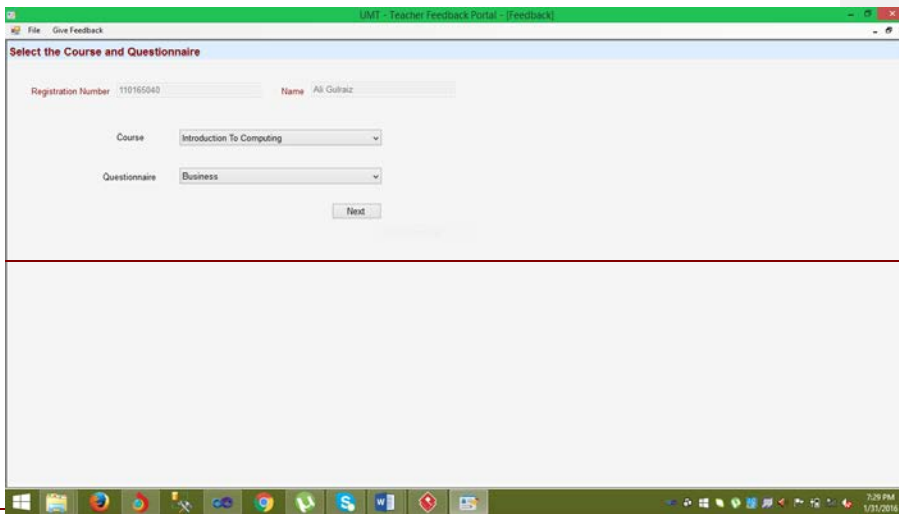 UMT - Teacher Feedback Portal - [Feedback]
File Give Feedback
Select the Course and Questionnaire
Registration Number 110165040 Name Ali Gulraiz
Course Introduction To Computing
Questionnaire Business
Next
7:29 PM
1/31/2016